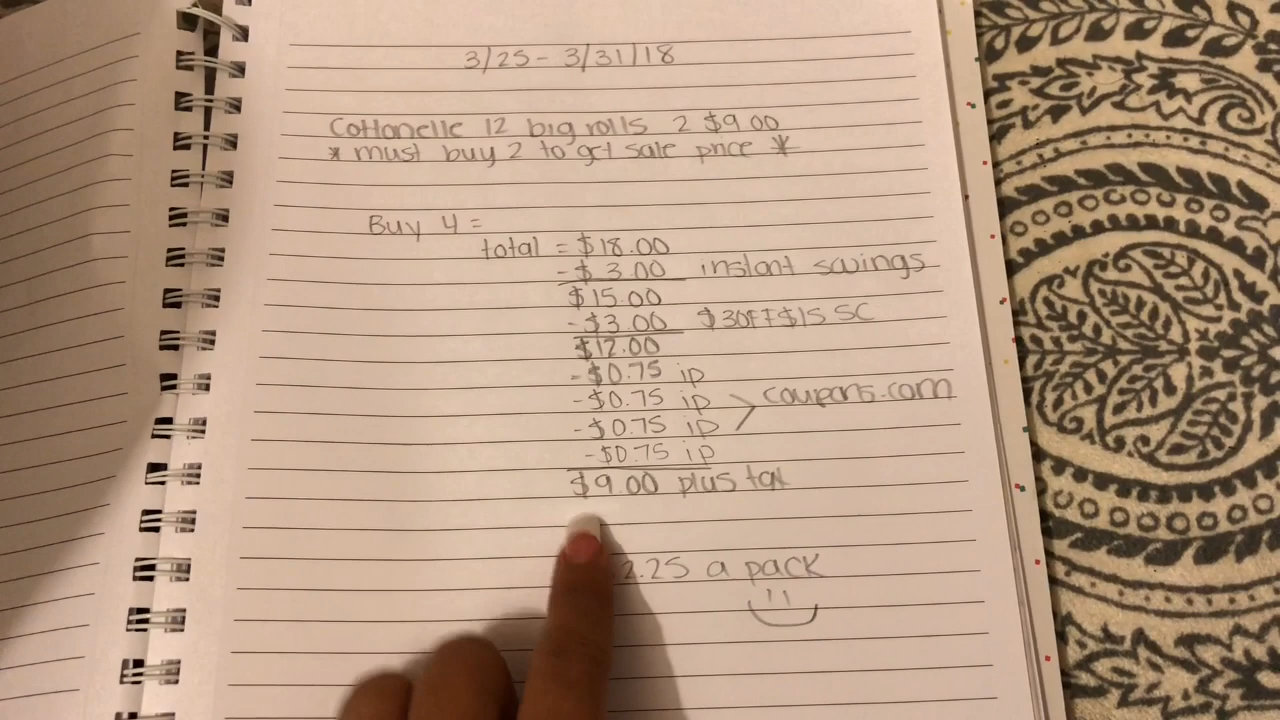 3/25 - 3/31/18
Cottonelle 12 big rolls 2 $9.00
* must buy 2 to get sale price *
Buy 4 =
total = $18.00
- $3.00 instant savings
$15.00
- $3.00 $3 OFF $15 SC
$12.00
- $0.75 ip
- $0.75 ip > coupons.com
- $0.75 ip
- $0.75 ip
$9.00 plus tax
2.25 a pack